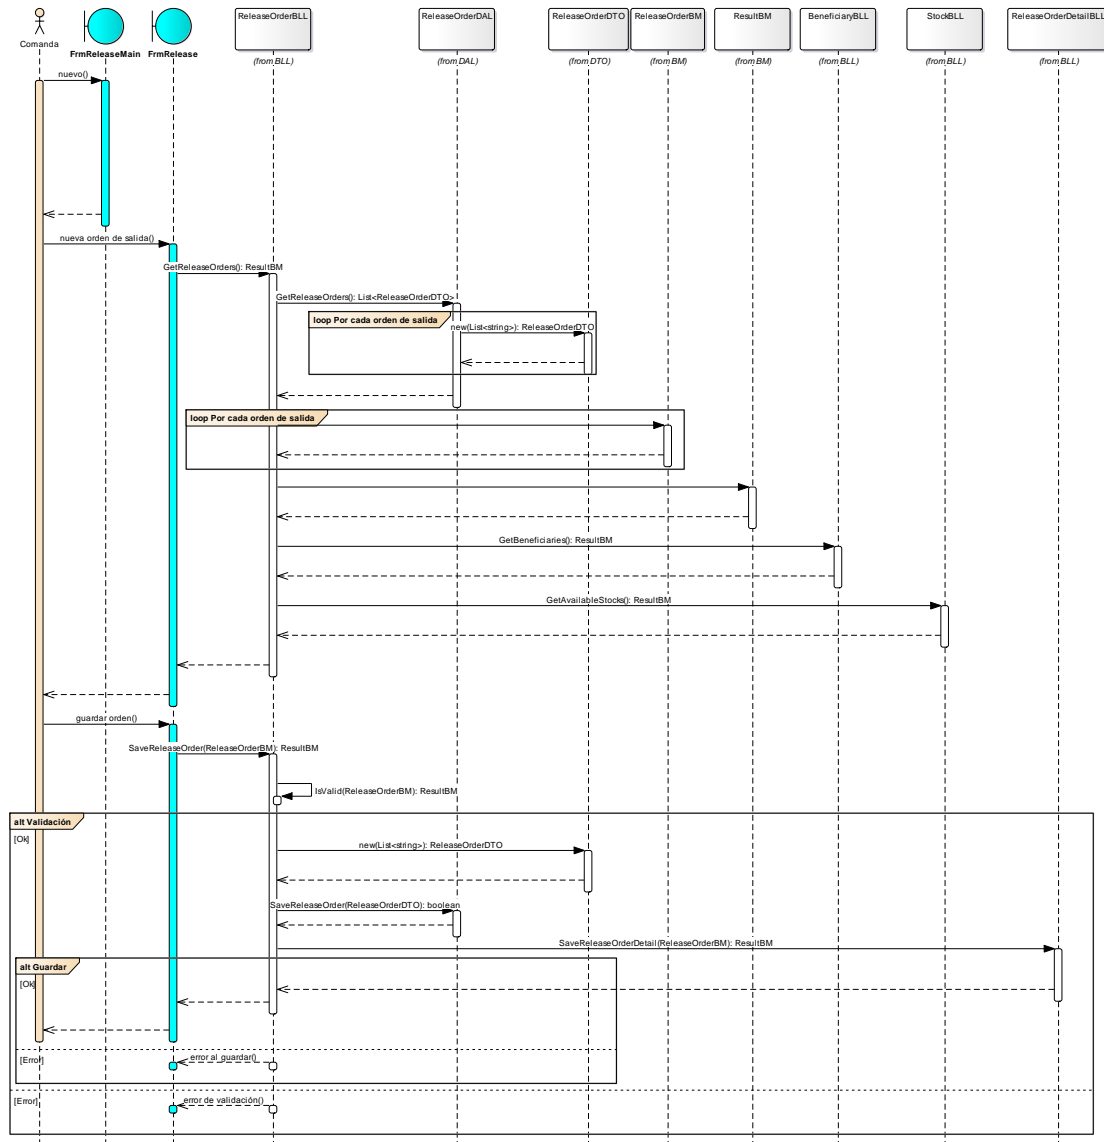 ReleaseOrderBLL
ReleaseOrderDAL
ReleaseOrderDTO
ReleaseOrderBM
ResultBM
BeneficiaryBLL
StockBLL
ReleaseOrderDetailBLL
Comanda
FrmReleaseMain
FrmRelease
(from BLL)
(from DAL)
(from DTO)
(from BM)
(from BM)
(from BLL)
(from BLL)
(from BLL)
nuevo()
nueva orden de salida()
GetReleaseOrders(): ResultBM
GetReleaseOrders(): List<ReleaseOrderDTO>
loop Por cada orden de salida
new(List<string>): ReleaseOrderDTO
loop Por cada orden de salida
GetBeneficiaries(): ResultBM
GetAvailableStocks(): ResultBM
guardar orden()
SaveReleaseOrder(ReleaseOrderBM): ResultBM
IsValid(ReleaseOrderBM): ResultBM
alt Validación
[Ok]
new(List<string>): ReleaseOrderDTO
SaveReleaseOrder(ReleaseOrderDTO): boolean
SaveReleaseOrderDetail(ReleaseOrderBM): ResultBM
alt Guardar
[Ok]
[Error]
error al guardar()
[Error]
error de validación()